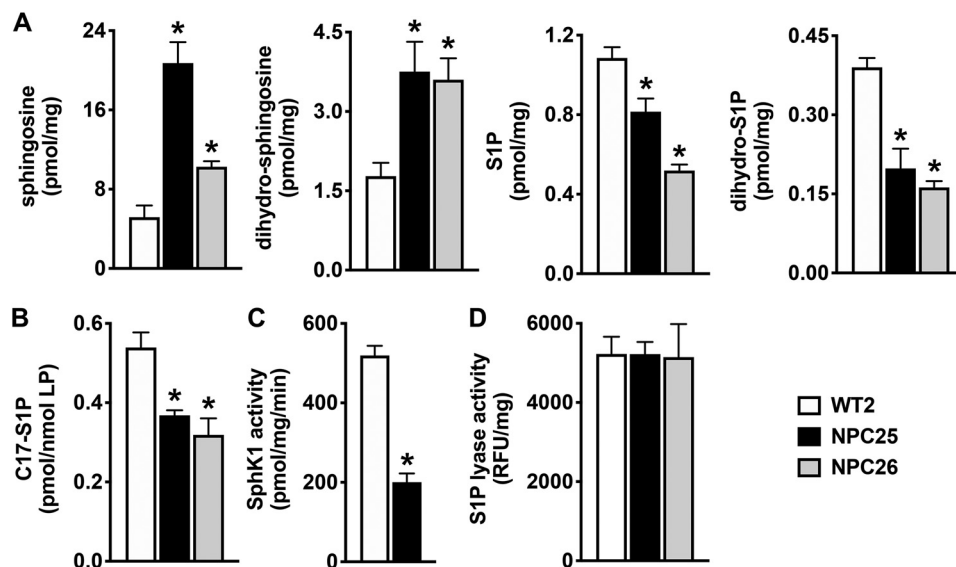 A
sphingosine
(pmol/mg)
24
16
8
0
*
*
dihydro-sphingosine
(pmol/mg)
4.5
3.0
1.5
0.0
*
*
S1P
(pmol/mg)
1.2
0.8
0.4
0.0
*
*
dihydro-S1P
(pmol/mg)
0.45
0.30
0.15
0.00
*
*
B
C17-S1P
(pmol/nmol LP)
0.6
0.4
0.2
0.0
*
*
C
SphK1 activity
(pmol/mg/min)
600
400
200
0
*
D
S1P lyase activity
(RFU/mg)
6000
4000
2000
0
WT2
NPC25
NPC26